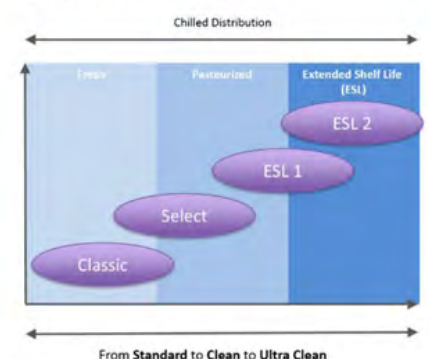 Chilled Distribution
Fresh
Pasteurized
Extended Shelf Life
(ESL)
ESL 2
ESL 1
Select
Classic
From Standard to Clean to Ultra Clean